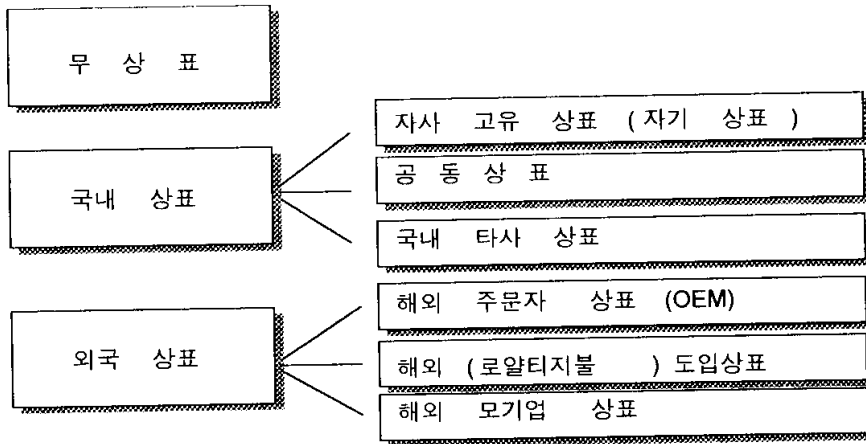 무 상 표
자사 고유 상표 ( 자기 상표 )
국내 상표
공 동 상 표
국내 타사 상표
해외 주문자 상표 (OEM)
외국 상표
해외 (로얄티지불 ) 도입상표
해외 모기업 상표